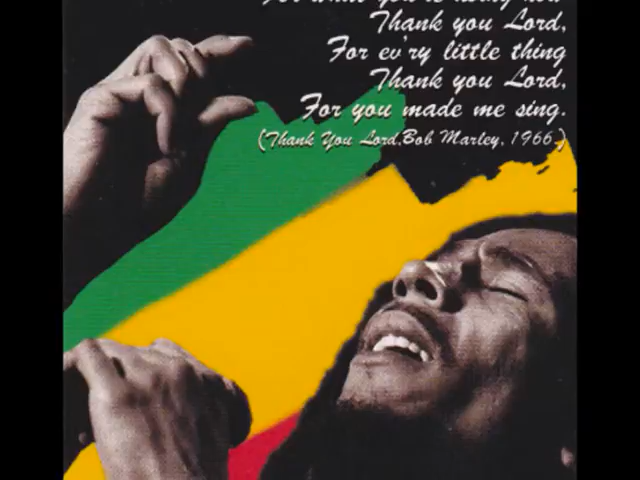 Thank you Lord,
For ev'ry little thing
Thank you Lord,
For you made me sing.
(Thank You Lord,Bob Marley, 1966.)